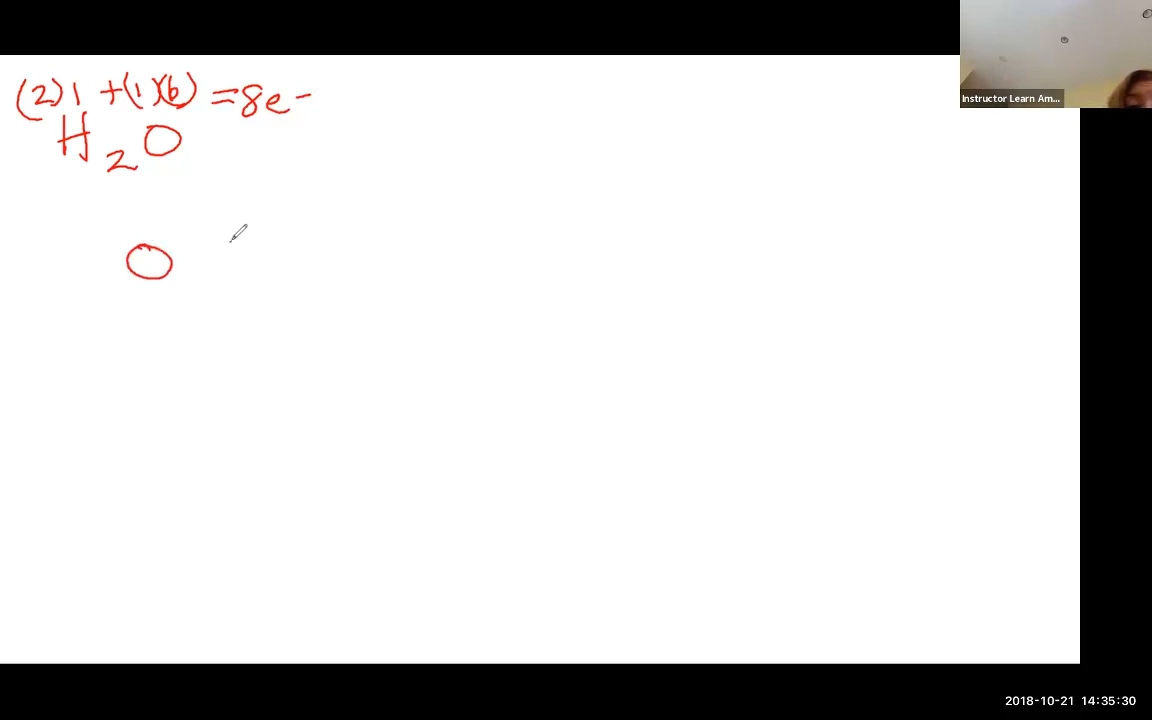 (2)1 +(1)(6) =8e-
H2O
O
Instructor Learn Am...
2018-10-21 14:35:30